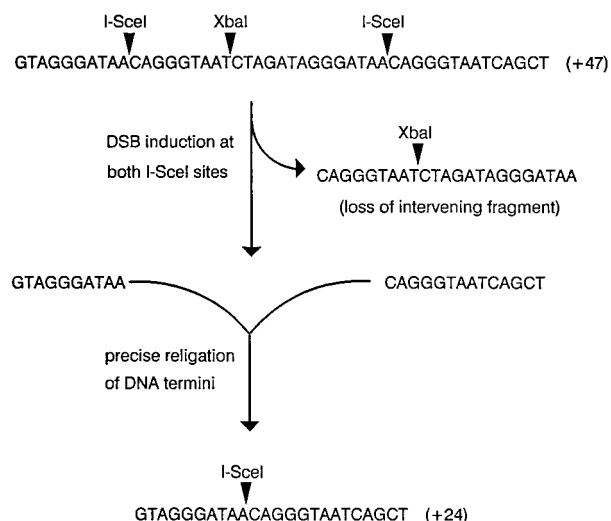 I-SceI XbaI I-SceI
GTAGGGATAACAGGGTAATCTAGATAGGGATAACAGGGTAATCAGCT (+47)
DSB induction at
both I-SceI sites
XbaI
CAGGGTAATCTAGATAGGGATAA
(loss of intervening fragment)
GTAGGGATAA CAGGGTAATCAGCT
precise religation
of DNA termini
I-SceI
GTAGGGATAACAGGGTAATCAGCT (+24)